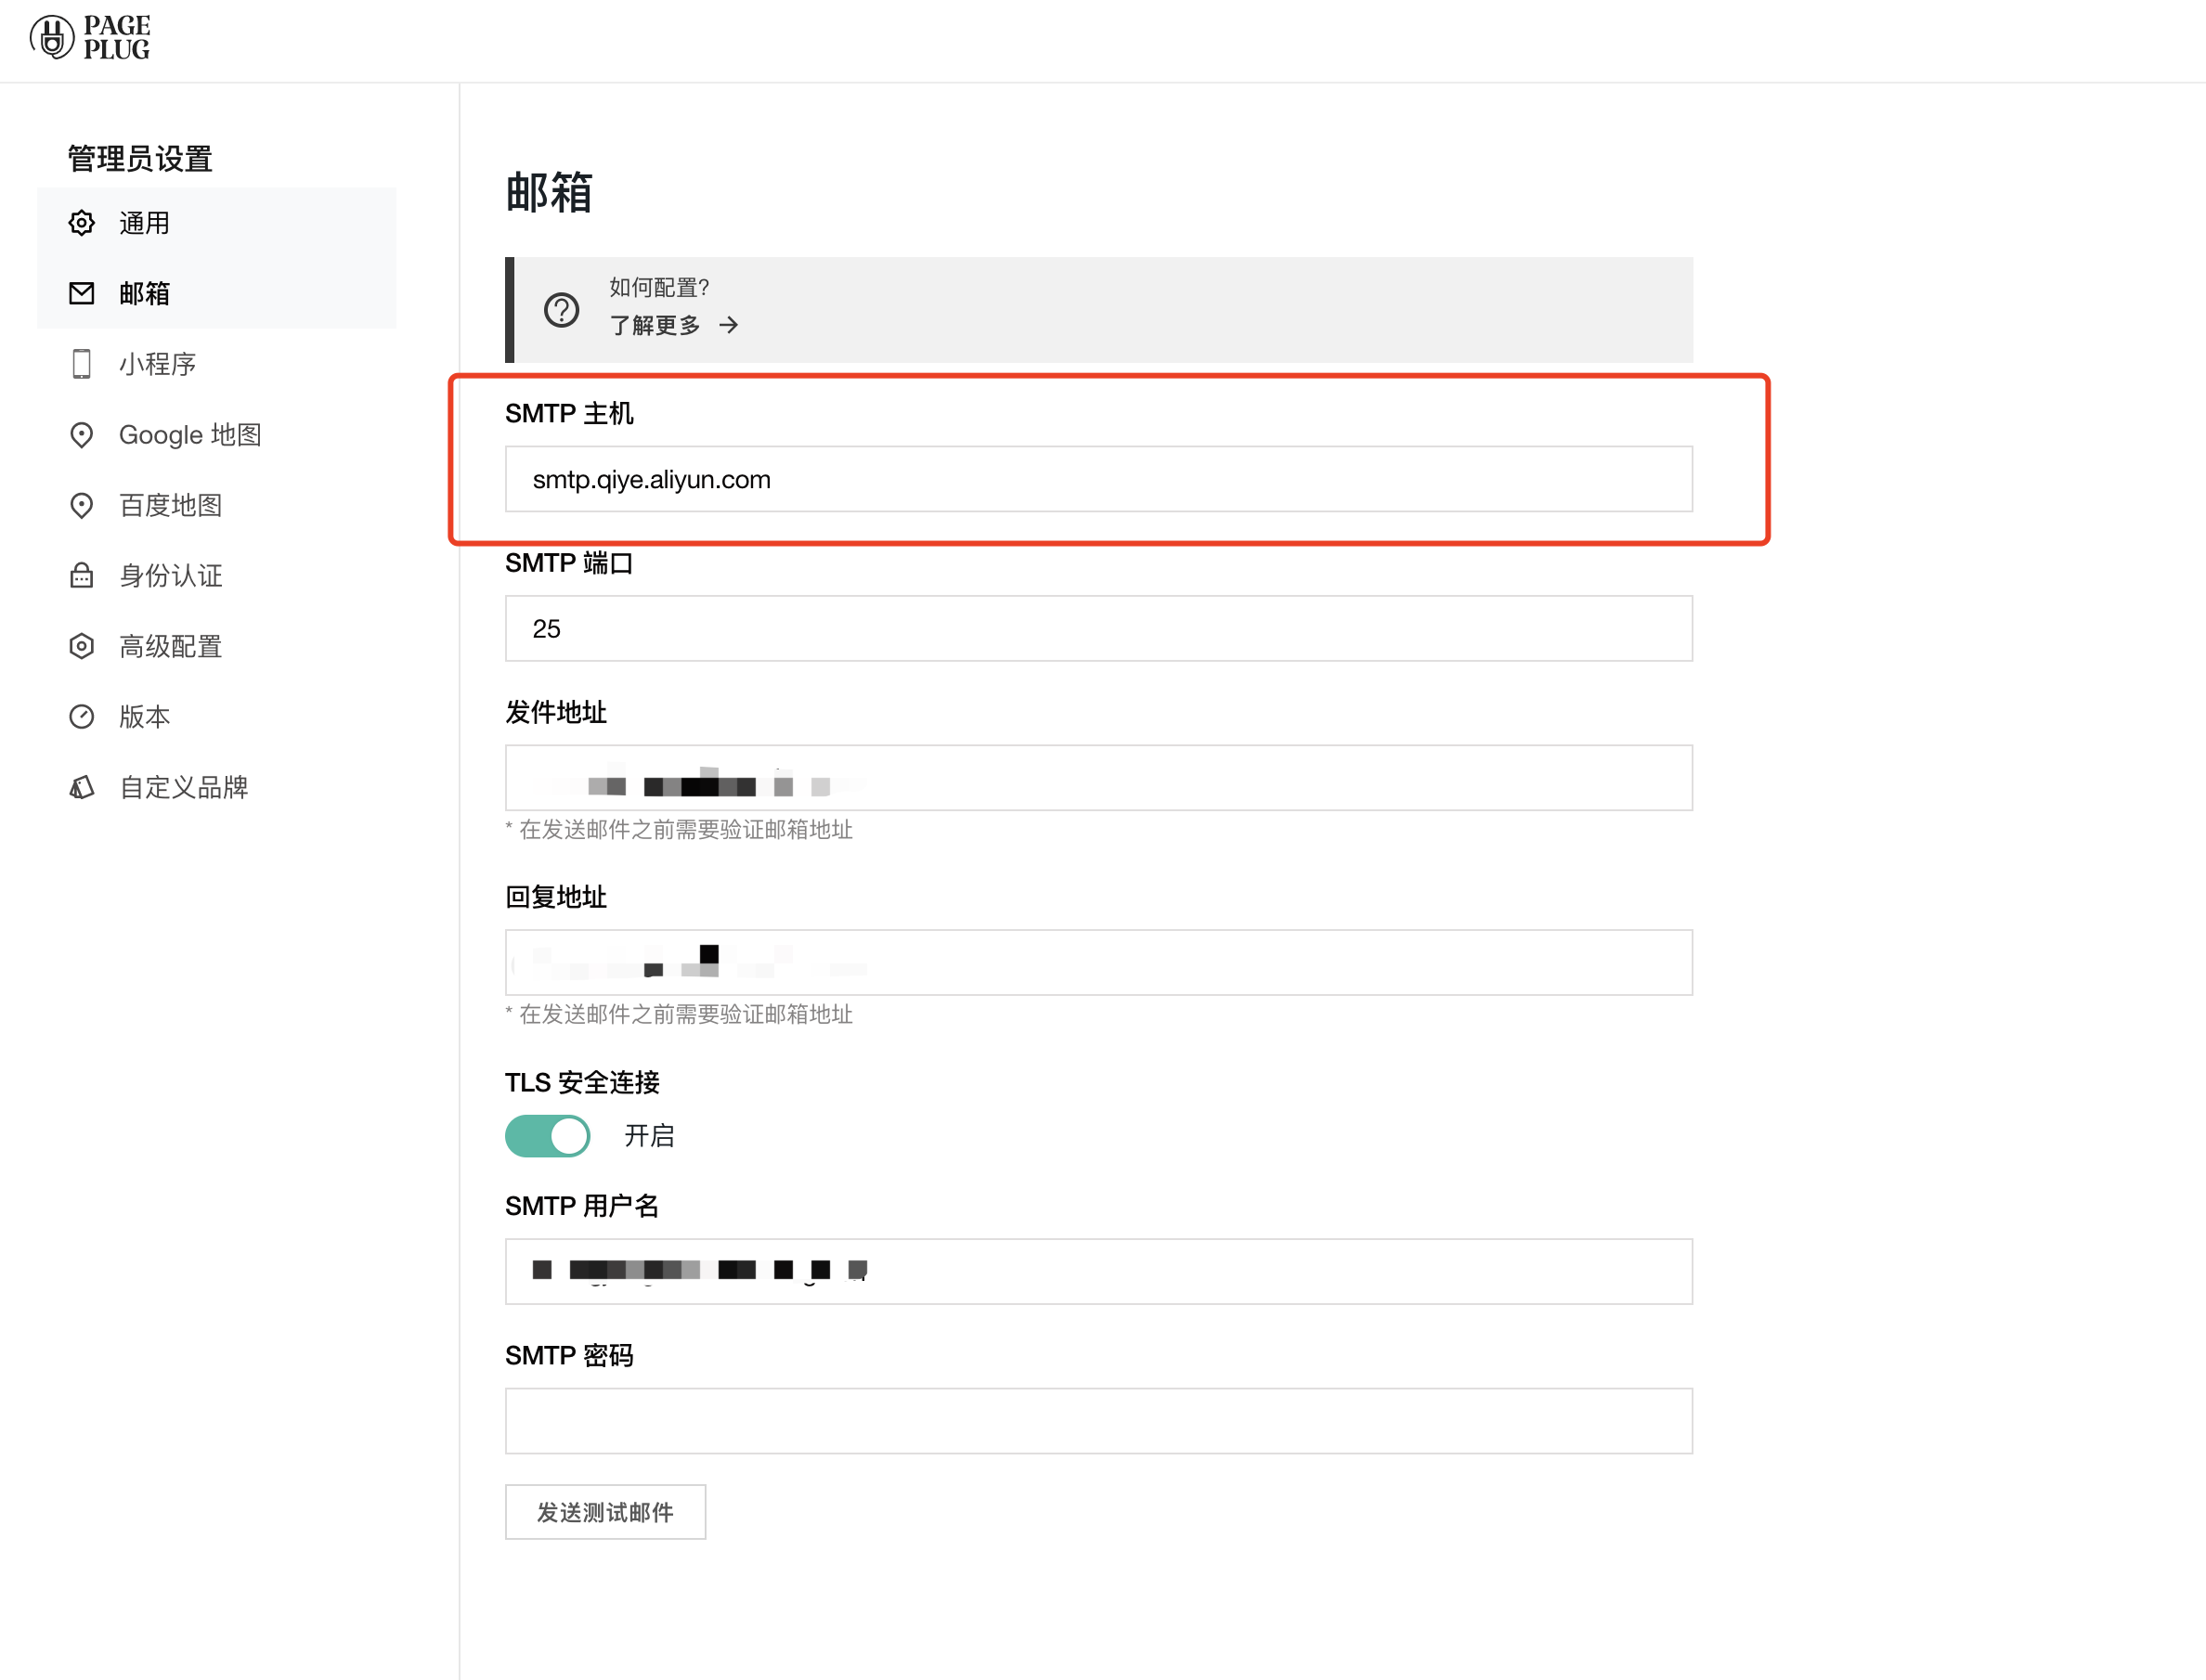 PAGE
PLUG
管理员设置
通用
邮箱
小程序
Google 地图
百度地图
身份认证
高级配置
版本
自定义品牌
邮箱
如何配置?
了解更多 →
SMTP 主机
smtp.qiye.aliyun.com
SMTP 端口
25
发件地址
* 在发送邮件之前需要验证邮箱地址
回复地址
* 在发送邮件之前需要验证邮箱地址
TLS 安全连接
开启
SMTP 用户名
SMTP 密码
发送测试邮件